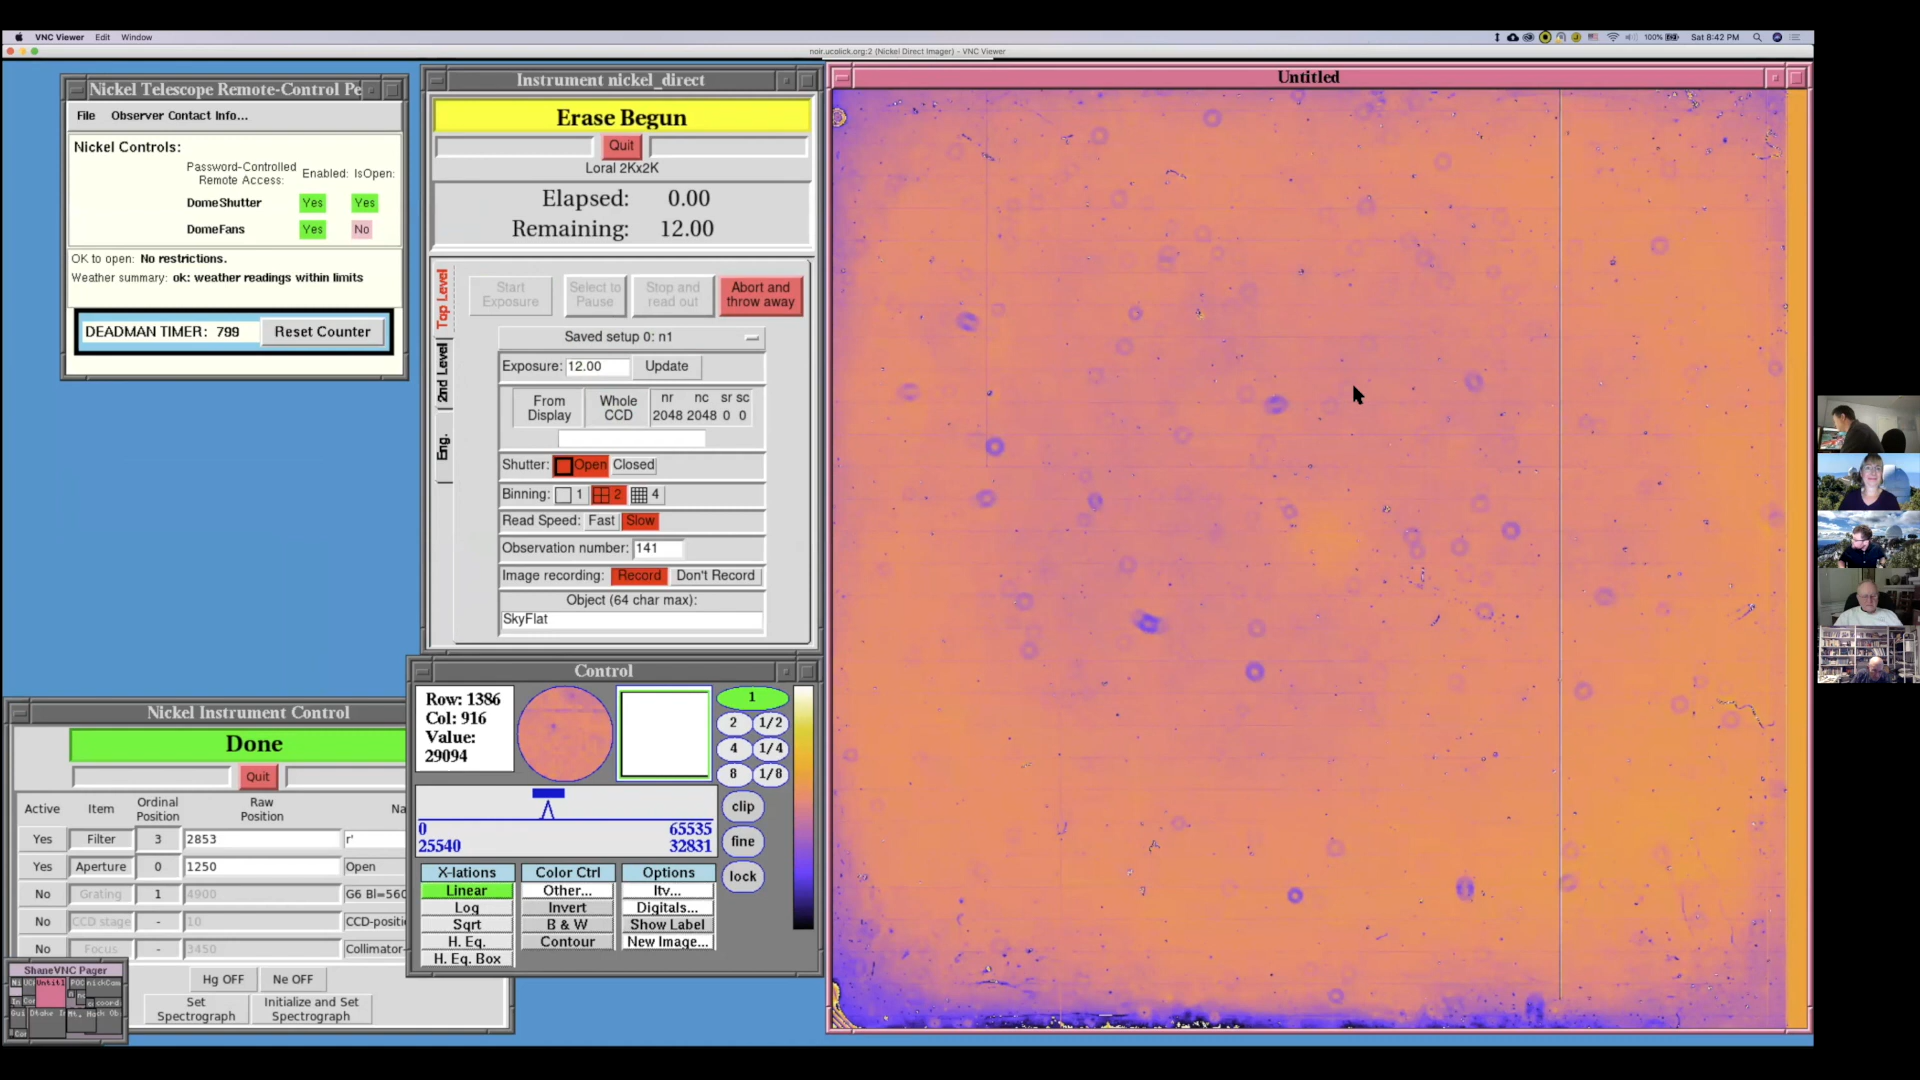 VNC Viewer Edit Window
100% Sat 8:42 PM
noir.ucolick.org:2 (Nickel Direct Imager) - VNC Viewer
Nickel Telescope Remote-Control Pe
File Observer Contact Info...
Nickel Controls:
Password-Controlled
Remote Access: Enabled: IsOpen:
DomeShutter Yes Yes
DomeFans Yes No
OK to open: No restrictions.
Weather summary: ok: weather readings within limits
DEADMAN TIMER: 799 Reset Counter
Instrument nickel_direct
Erase Begun
Quit
Loral 2Kx2K
Elapsed: 0.00
Remaining: 12.00
Top Level
2nd Level
Eng.
Start Exposure
Select to Pause
Stop and read out
Abort and throw away
Saved setup 0: n1
Exposure: 12.00 Update
From Display
Whole CCD
nr nc sr sc
2048 2048 0 0
Shutter: Open Closed
Binning: 1 2 4
Read Speed: Fast Slow
Observation number: 141
Image recording: Record Don't Record
Object (64 char max):
SkyFlat
Untitled
Control
Row: 1386
Col: 916
Value:
29094
1
2 1/2
4 1/4
8 1/8
clip
fine
lock
0 65535
25540 32831
X-lations Color Ctrl Options
Linear Other... Itv...
Log Invert Digitals...
Sqrt B & W Show Label
H. Eq. Contour New Image...
H. Eq. Box
Nickel Instrument Control
Done
Quit
Active Item Ordinal Position Raw Position Na
Yes Filter 3 2853 r'
Yes Aperture 0 1250 Open
No Grating 1 4900 G6 Bl=560
No CCD stage - 10 CCD-positi
No Focus - 3450 Collimator-
Hg OFF Ne OFF
Set Spectrograph
Initialize and Set Spectrograph
ShaneVNC Pager